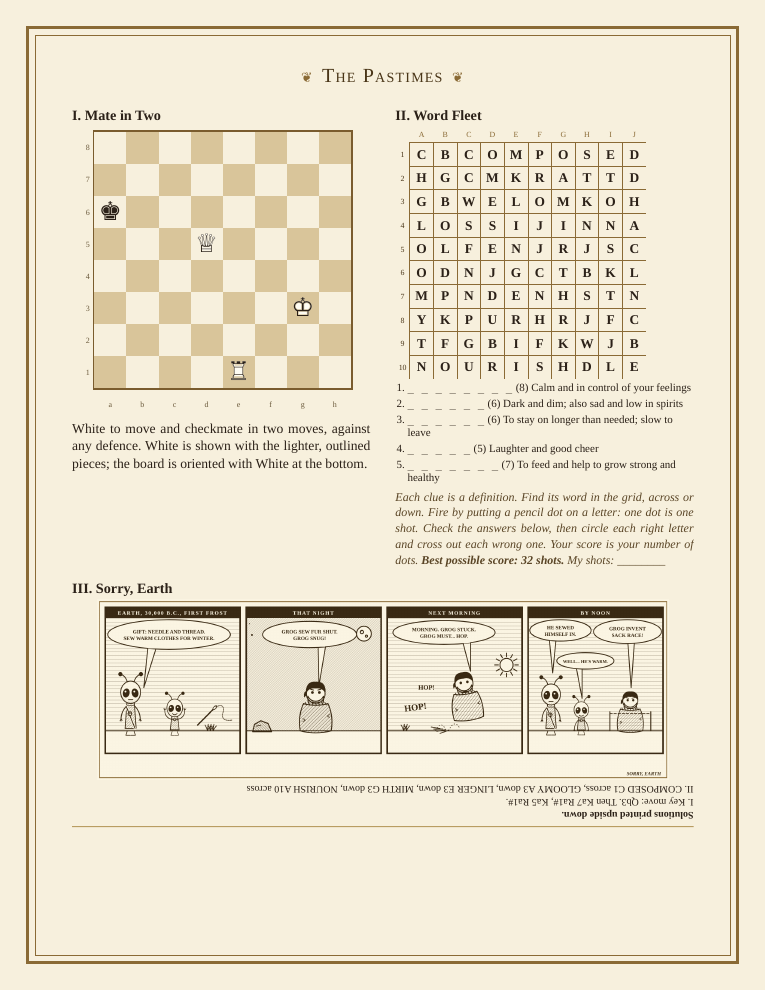 ❦ The Pastimes ❦
I. Mate in Two
8
7
6
5
4
3
2
1
a b c d e f g h
White to move and checkmate in two moves, against
any defence. White is shown with the lighter, outlined
pieces; the board is oriented with White at the bottom.
II. Word Fleet
A B C D E F G H I J
1 C B C O M P O S E D
2 H G C M K R A T T D
3 G B W E L O M K O H
4 L O S S I J I N N A
5 O L F E N J R J S C
6 O D N J G C T B K L
7 M P N D E N H S T N
8 Y K P U R H R J F C
9 T F G B I F K W J B
10 N O U R I S H D L E
1. _ _ _ _ _ _ _ _ (8) Calm and in control of your feelings
2. _ _ _ _ _ _ (6) Dark and dim; also sad and low in spirits
3. _ _ _ _ _ _ (6) To stay on longer than needed; slow to
leave
4. _ _ _ _ _ (5) Laughter and good cheer
5. _ _ _ _ _ _ _ (7) To feed and help to grow strong and
healthy
Each clue is a definition. Find its word in the grid, across or
down. Fire by putting a pencil dot on a letter: one dot is one
shot. Check the answers below, then circle each right letter
and cross out each wrong one. Your score is your number of
dots. Best possible score: 32 shots. My shots: ________
III. Sorry, Earth
EARTH, 30,000 B.C., FIRST FROST
GIFT: NEEDLE AND THREAD.
SEW WARM CLOTHES FOR WINTER.
THAT NIGHT
GROG SEW FUR SHUT.
GROG SNUG!
NEXT MORNING
MORNING. GROG STUCK.
GROG MUST... HOP.
HOP!
HOP!
BY NOON
HE SEWED
HIMSELF IN.
GROG INVENT
SACK RACE!
WELL... HE'S WARM.
SORRY, EARTH
Solutions printed upside down.
I. Key move: Qb3. Then Ka7 Ra1#, Ka5 Ra1#.
II. COMPOSED C1 across, GLOOMY A3 down, LINGER E3 down, MIRTH G3 down, NOURISH A10 across